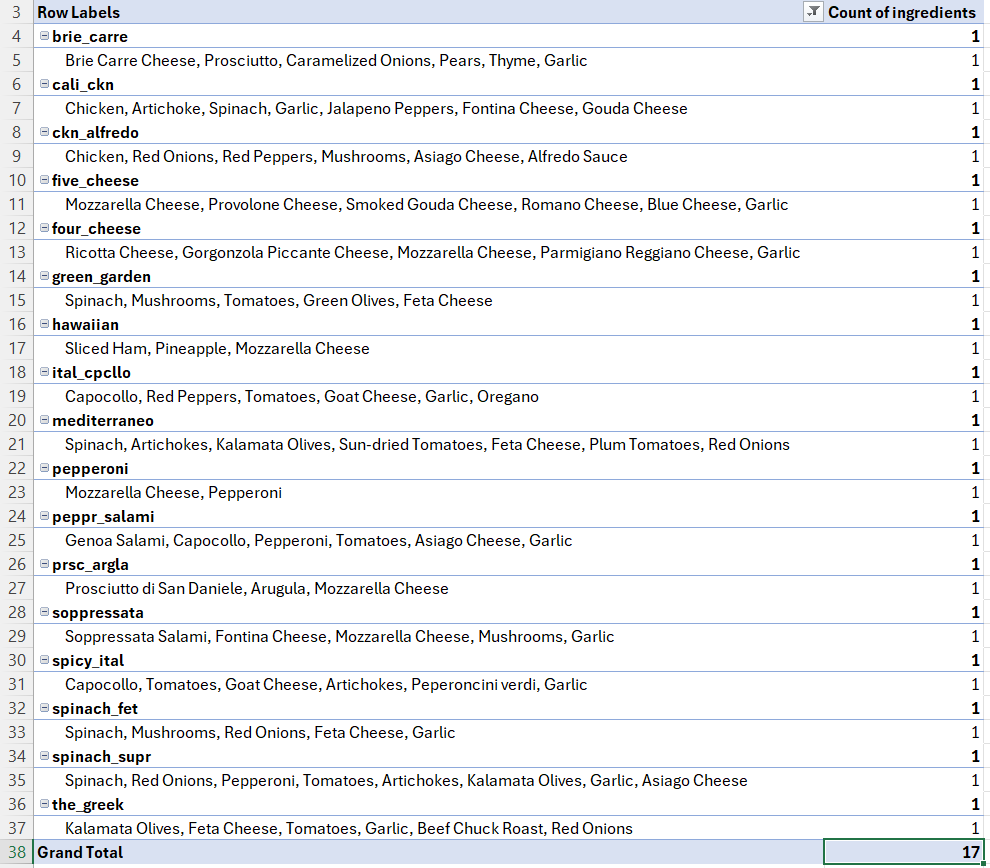 3 Row Labels Count of ingredients
4 brie_carre 1
5 Brie Carre Cheese, Prosciutto, Caramelized Onions, Pears, Thyme, Garlic 1
6 cali_ckn 1
7 Chicken, Artichoke, Spinach, Garlic, Jalapeno Peppers, Fontina Cheese, Gouda Cheese 1
8 ckn_alfredo 1
9 Chicken, Red Onions, Red Peppers, Mushrooms, Asiago Cheese, Alfredo Sauce 1
10 five_cheese 1
11 Mozzarella Cheese, Provolone Cheese, Smoked Gouda Cheese, Romano Cheese, Blue Cheese, Garlic 1
12 four_cheese 1
13 Ricotta Cheese, Gorgonzola Piccante Cheese, Mozzarella Cheese, Parmigiano Reggiano Cheese, Garlic 1
14 green_garden 1
15 Spinach, Mushrooms, Tomatoes, Green Olives, Feta Cheese 1
16 hawaiian 1
17 Sliced Ham, Pineapple, Mozzarella Cheese 1
18 ital_cpcllo 1
19 Capocollo, Red Peppers, Tomatoes, Goat Cheese, Garlic, Oregano 1
20 mediterraneo 1
21 Spinach, Artichokes, Kalamata Olives, Sun-dried Tomatoes, Feta Cheese, Plum Tomatoes, Red Onions 1
22 pepperoni 1
23 Mozzarella Cheese, Pepperoni 1
24 peppr_salami 1
25 Genoa Salami, Capocollo, Pepperoni, Tomatoes, Asiago Cheese, Garlic 1
26 prsc_argla 1
27 Prosciutto di San Daniele, Arugula, Mozzarella Cheese 1
28 soppressata 1
29 Soppressata Salami, Fontina Cheese, Mozzarella Cheese, Mushrooms, Garlic 1
30 spicy_ital 1
31 Capocollo, Tomatoes, Goat Cheese, Artichokes, Peperoncini verdi, Garlic 1
32 spinach_fet 1
33 Spinach, Mushrooms, Red Onions, Feta Cheese, Garlic 1
34 spinach_supr 1
35 Spinach, Red Onions, Pepperoni, Tomatoes, Artichokes, Kalamata Olives, Garlic, Asiago Cheese 1
36 the_greek 1
37 Kalamata Olives, Feta Cheese, Tomatoes, Garlic, Beef Chuck Roast, Red Onions 1
38 Grand Total 17